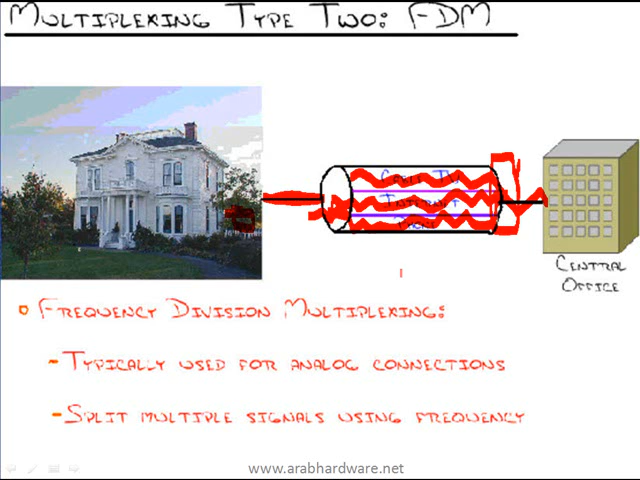 Multiplexing Type Two: FDM
Cable TV
Internet
Phone
Central
Office
Frequency Division Multiplexing:
-Typically used for analog connections
-Split multiple signals using frequency
www.arabhardware.net